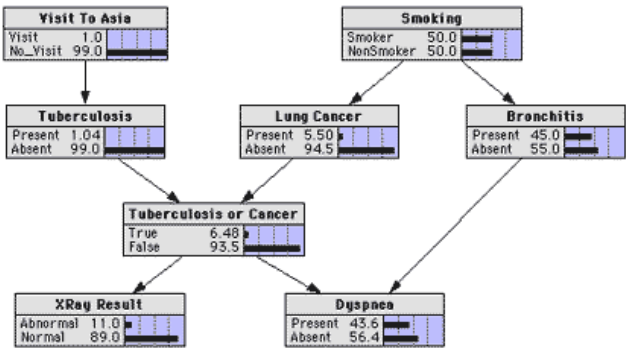 Visit To Asia
Visit 1.0
No_Visit 99.0
Smoking
Smoker 50.0
NonSmoker 50.0
Tuberculosis
Present 1.04
Absent 99.0
Lung Cancer
Present 5.50
Absent 94.5
Bronchitis
Present 45.0
Absent 55.0
Tuberculosis or Cancer
True 6.48
False 93.5
XRay Result
Abnormal 11.0
Normal 89.0
Dyspnea
Present 43.6
Absent 56.4